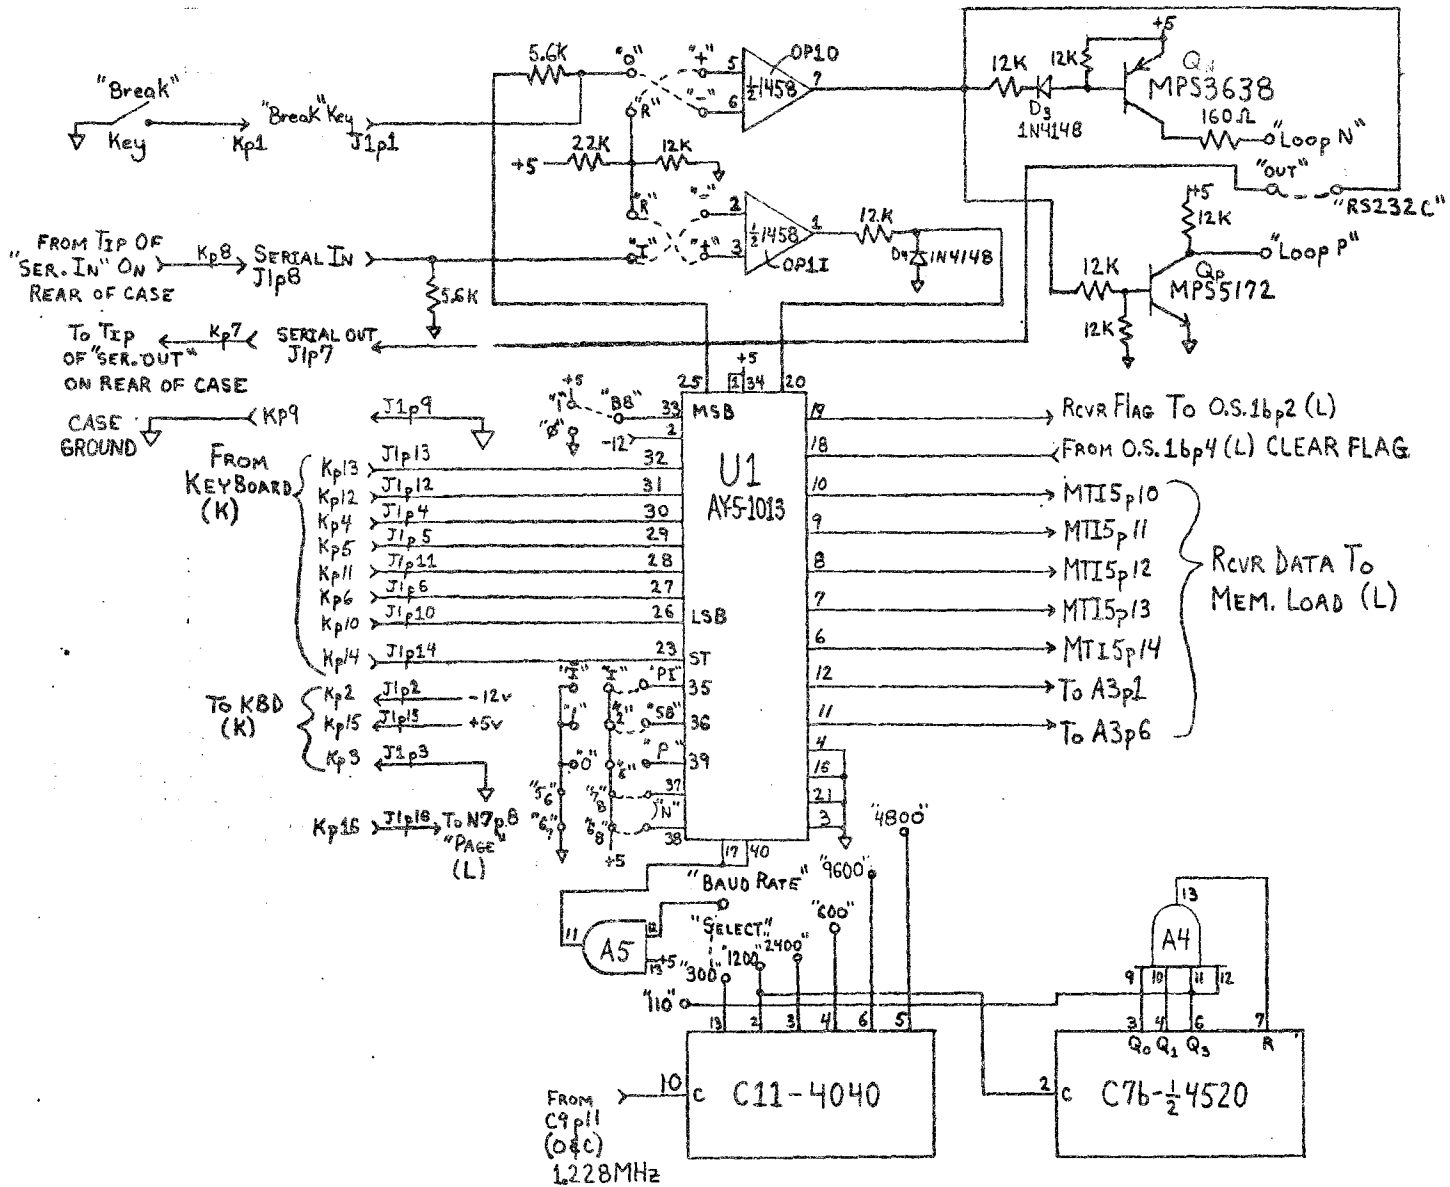 +5
"Break"
Key
Kp1
"Break" Key
J1p1
5.6K
"O"
"+"
5
OP1O
½1458
7
"-"
6
"R"
+5
22K
12K
"R"
"-"
2
½1458
1
"I"
"+"
3
OP1I
12K
D4
1N4148
12K
12K
D3
1N4148
MPS3638
160Ω
"Loop N"
"OUT"
"RS232C"
+5
12K
"Loop P"
12K
Qp
MPS5172
12K
FROM TIP OF
"SER. IN" ON
REAR OF CASE
Kp8
SERIAL IN
J1p8
5.6K
TO TIP
OF "SER. OUT"
ON REAR OF CASE
Kp7
SERIAL OUT
J1p7
CASE
GROUND
Kp9
J1p9
25
+5
1
34
20
+5
"1"
"B8"
"Ø"
33
MSB
2
-12
U1
AY-5-1013
FROM
KEYBOARD
(K)
Kp13
J1p13
32
Kp12
J1p12
31
Kp4
J1p4
30
Kp5
J1p5
29
Kp11
J1p11
28
Kp6
J1p6
27
Kp10
J1p10
26
LSB
Kp14
J1p14
23
ST
TO KBD
(K)
Kp2
J1p2
-12v
Kp15
J1p15
+5v
Kp3
J1p3
Kp16
J1p16
TO N7p8
"PAGE"
(L)
"I"
"PI"
35
"1"
"2"
"SB"
36
"0"
"P"
39
37
"N"
38
+5
19
RCVR FLAG TO O.S.1bp2 (L)
18
FROM O.S.1bp4 (L) CLEAR FLAG
10
MTI5p10
9
MTI5p11
8
MTI5p12
7
MTI5p13
6
MTI5p14
12
TO A3p1
11
TO A3p6
RCVR DATA TO
MEM. LOAD (L)
4
16
21
3
17
40
"BAUD RATE"
"SELECT"
11
A5
12
13
+5
"110"
"300"
"1200"
"2400"
"600"
"9600"
"4800"
13
2
3
4
6
5
10
C
C11-4040
FROM
C9p11
(O&C)
1.228MHz
13
A4
9
10
11
12
3
4
6
7
Q0
Q1
Q3
R
2
C
C7b-½4520